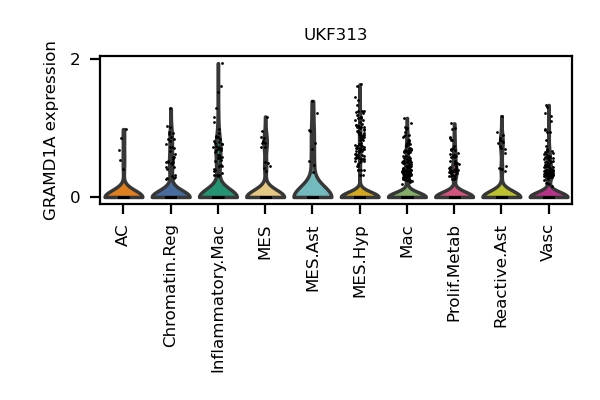 UKF313
GRAMD1A expression
2
0
AC
Chromatin.Reg
Inflammatory.Mac
MES
MES.Ast
MES.Hyp
Mac
Prolif.Metab
Reactive.Ast
Vasc